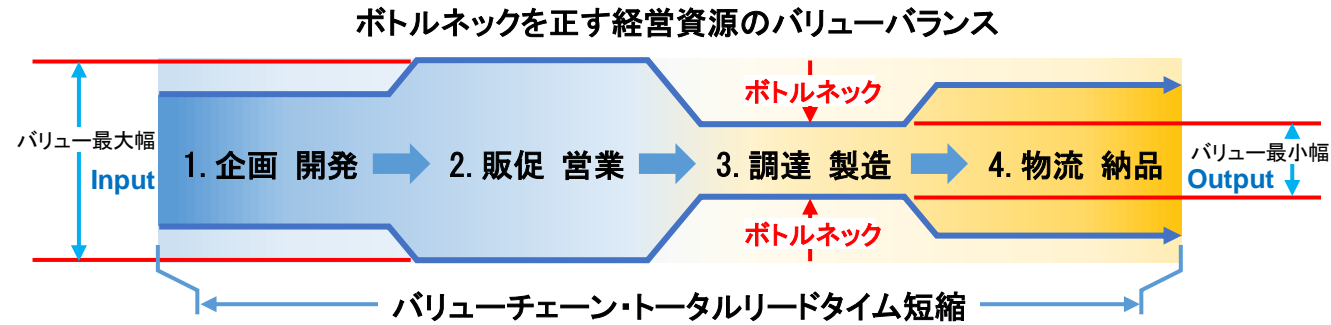 ボトルネックを正す経営資源のバリューバランス
バリュー最大幅
Input
1. 企画 開発
2. 販促 営業
ボトルネック
3. 調達 製造
ボトルネック
4. 物流 納品
バリュー最小幅
Output
バリューチェーン・トータルリードタイム短縮